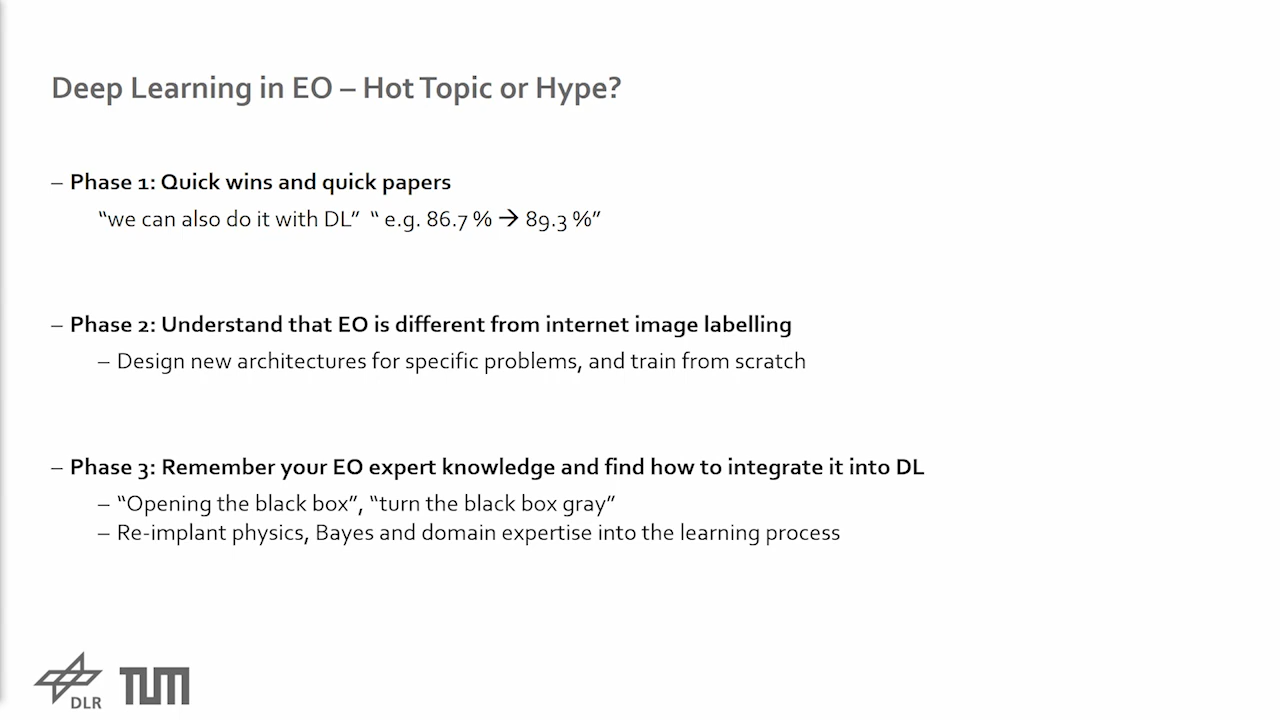 Deep Learning in EO – Hot Topic or Hype?
– Phase 1: Quick wins and quick papers
“we can also do it with DL” “ e.g. 86.7 % → 89.3 %”
– Phase 2: Understand that EO is different from internet image labelling
– Design new architectures for specific problems, and train from scratch
– Phase 3: Remember your EO expert knowledge and find how to integrate it into DL
– “Opening the black box”, “turn the black box gray”
– Re-implant physics, Bayes and domain expertise into the learning process
DLR TUM